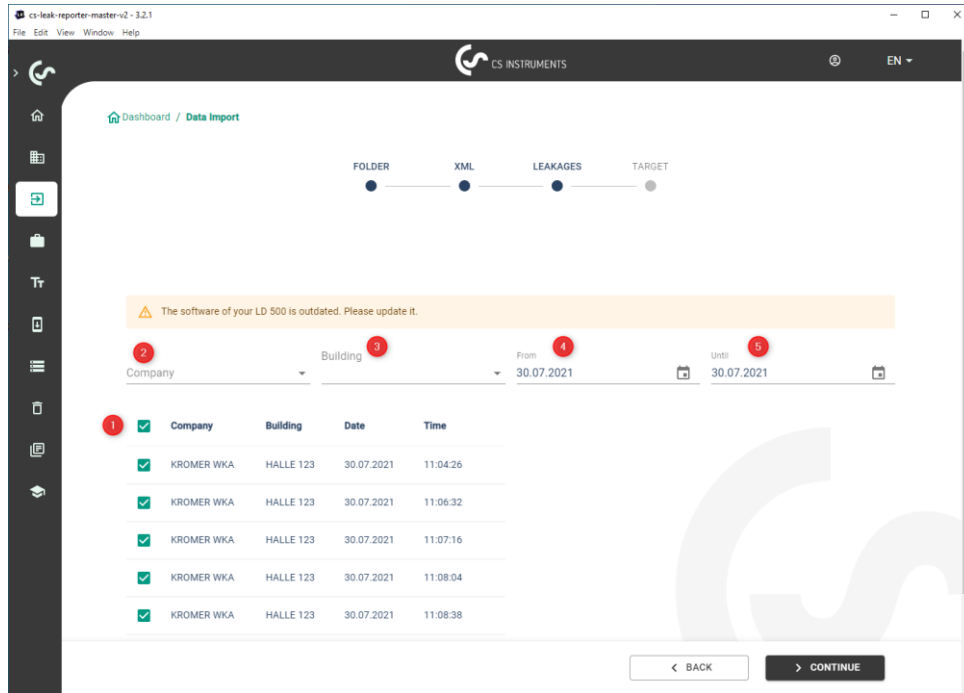 cs-leak-reporter-master-v2 - 3.2.1
File Edit View Window Help
CS INSTRUMENTS
EN
Dashboard / Data Import
FOLDER XML LEAKAGES TARGET
The software of your LD 500 is outdated. Please update it.
2 3 4 5
Company Building From Until
30.07.2021 30.07.2021
1 Company Building Date Time
KROMER WKA HALLE 123 30.07.2021 11:04:26
KROMER WKA HALLE 123 30.07.2021 11:06:32
KROMER WKA HALLE 123 30.07.2021 11:07:16
KROMER WKA HALLE 123 30.07.2021 11:08:04
KROMER WKA HALLE 123 30.07.2021 11:08:38
< BACK > CONTINUE